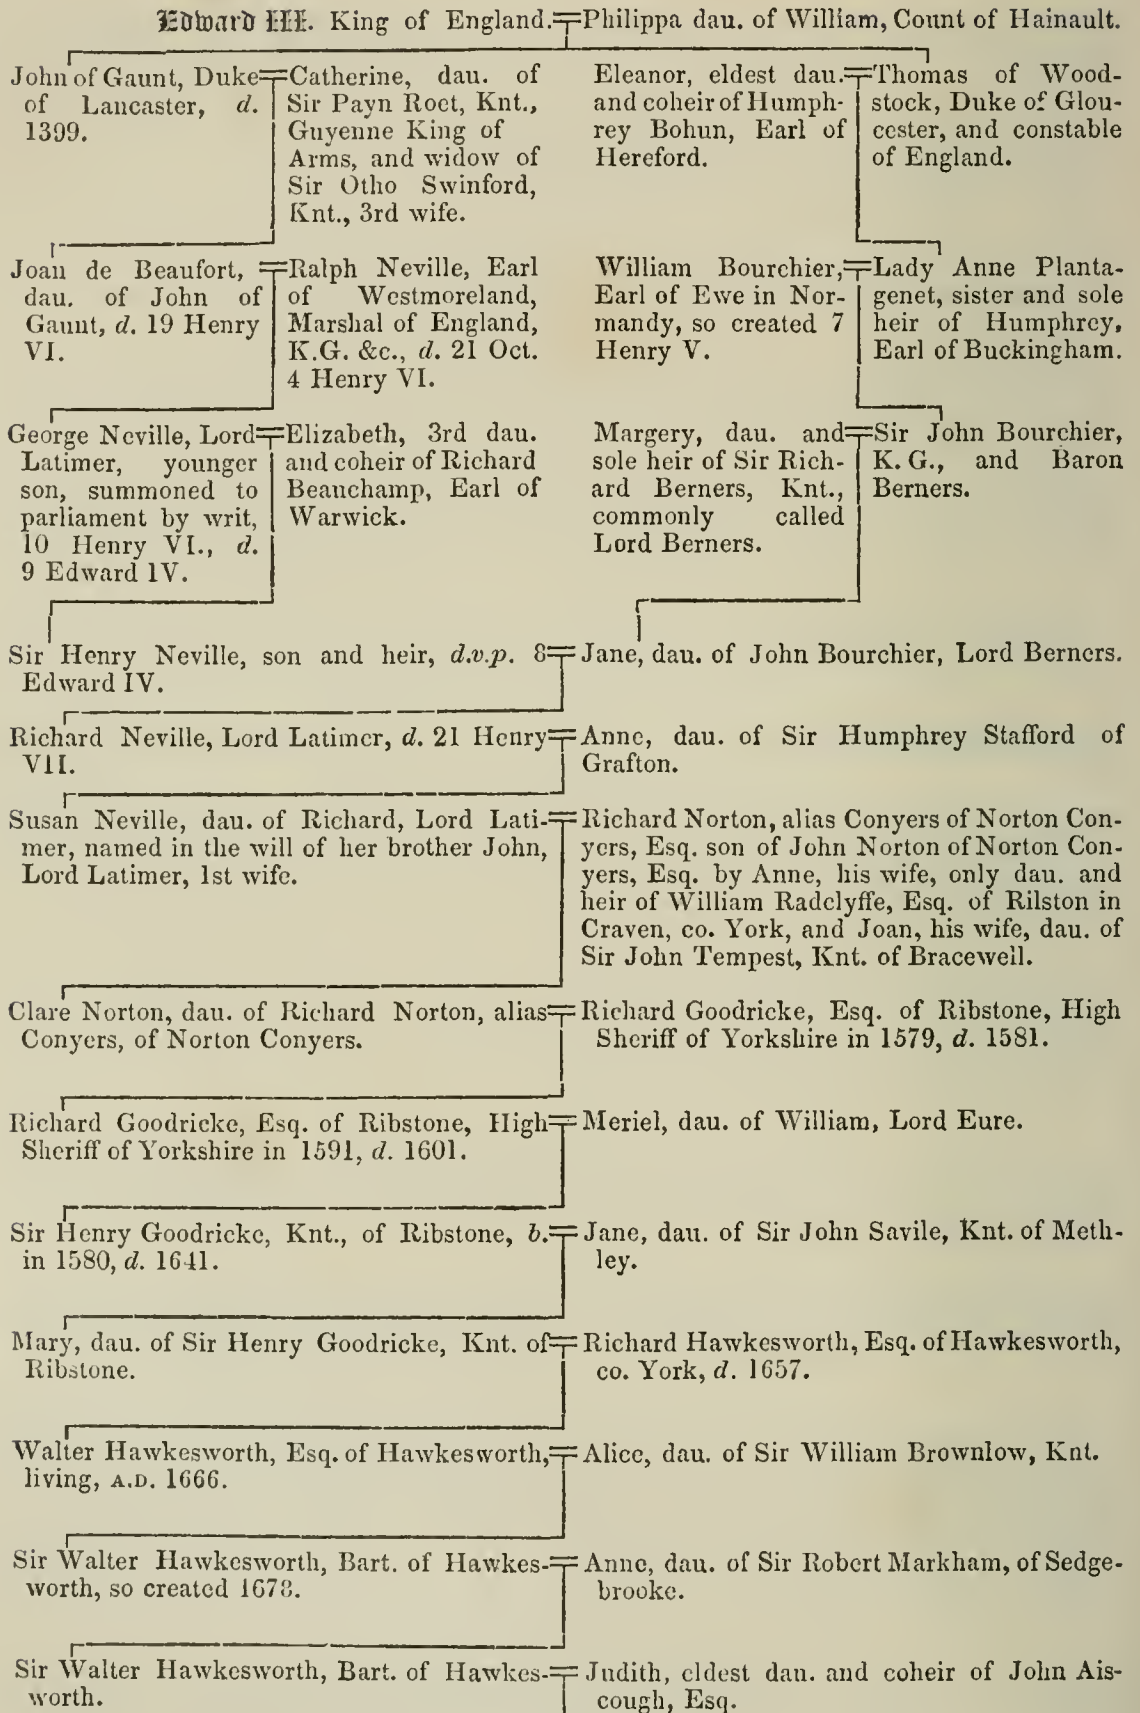 Edward III. King of England.=Philippa dau. of William, Count of Hainault.
John of Gaunt, Duke
of Lancaster, d.
1399.
Catherine, dau. of
Sir Payn Roet, Knt.,
Guyenne King of
Arms, and widow of
Sir Otho Swinford,
Knt., 3rd wife.
Eleanor, eldest dau.
and coheir of Humph-
rey Bohun, Earl of
Hereford.
Thomas of Wood-
stock, Duke of Glou-
cester, and constable
of England.
Joan de Beaufort,
dau. of John of
Gaunt, d. 19 Henry
VI.
Ralph Neville, Earl
of Westmoreland,
Marshal of England,
K.G. &c., d. 21 Oct.
4 Henry VI.
William Bourchier,
Earl of Ewe in Nor-
mandy, so created 7
Henry V.
Lady Anne Planta-
genet, sister and sole
heir of Humphrey,
Earl of Buckingham.
George Neville, Lord
Latimer, younger
son, summoned to
parliament by writ,
10 Henry VI., d.
9 Edward IV.
Elizabeth, 3rd dau.
and coheir of Richard
Beauchamp, Earl of
Warwick.
Margery, dau. and
sole heir of Sir Rich-
ard Berners, Knt.,
commonly called
Lord Berners.
Sir John Bourchier,
K. G., and Baron
Berners.
Sir Henry Neville, son and heir, d.v.p. 8
Edward IV.
Jane, dau. of John Bourchier, Lord Berners.
Richard Neville, Lord Latimer, d. 21 Henry
VII.
Anne, dau. of Sir Humphrey Stafford of
Grafton.
Susan Neville, dau. of Richard, Lord Lati-
mer, named in the will of her brother John,
Lord Latimer, 1st wife.
Richard Norton, alias Conyers of Norton Con-
yers, Esq. son of John Norton of Norton Con-
yers, Esq. by Anne, his wife, only dau. and
heir of William Radclyffe, Esq. of Rilston in
Craven, co. York, and Joan, his wife, dau. of
Sir John Tempest, Knt. of Bracewell.
Clare Norton, dau. of Richard Norton, alias
Conyers, of Norton Conyers.
Richard Goodricke, Esq. of Ribstone, High
Sheriff of Yorkshire in 1579, d. 1581.
Richard Goodricke, Esq. of Ribstone, High
Sheriff of Yorkshire in 1591, d. 1601.
Meriel, dau. of William, Lord Eure.
Sir Henry Goodricke, Knt., of Ribstone, b.
in 1580, d. 1641.
Jane, dau. of Sir John Savile, Knt. of Meth-
ley.
Mary, dau. of Sir Henry Goodricke, Knt. of
Ribstone.
Richard Hawkesworth, Esq. of Hawkesworth,
co. York, d. 1657.
Walter Hawkesworth, Esq. of Hawkesworth,
living, A.D. 1666.
Alice, dau. of Sir William Brownlow, Knt.
Sir Walter Hawkesworth, Bart. of Hawkes-
worth, so created 1678.
Anne, dau. of Sir Robert Markham, of Sedge-
brooke.
Sir Walter Hawkesworth, Bart. of Hawkes-
worth.
Judith, eldest dau. and coheir of John Ais-
cough, Esq.